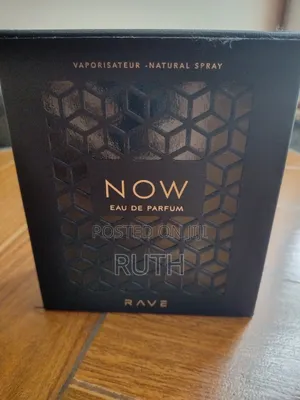 VAPORISATEUR - NATURAL SPRAY
NOW
EAU DE PARFUM
POSTED ON JIJI
RUTH
RAVE